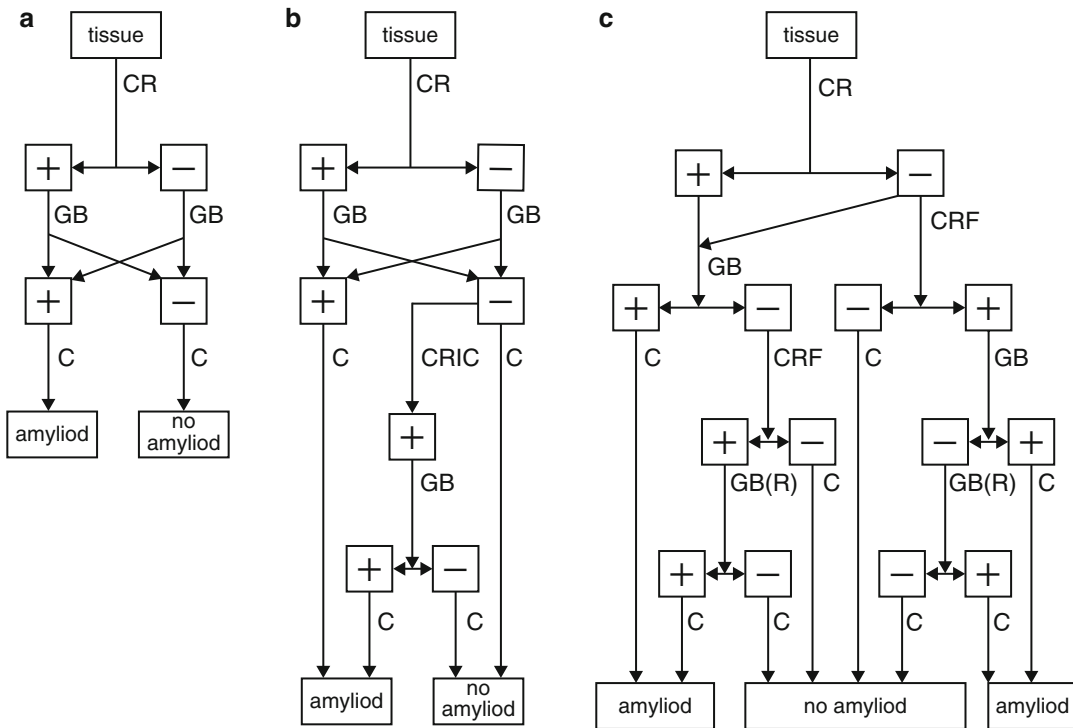 a
tissue
CR
+ −
GB GB
+ −
C C
amyliod
no
amyliod
b
tissue
CR
+ −
GB GB
+ −
C CRIC C
+
GB
+ −
C C
amyliod
no
amyliod
c
tissue
CR
+ −
CRF
GB
+ − − +
C CRF C GB
+ − − +
GB(R) C GB(R) C
+ − − +
C C C C
amyliod
no amyliod
amyliod